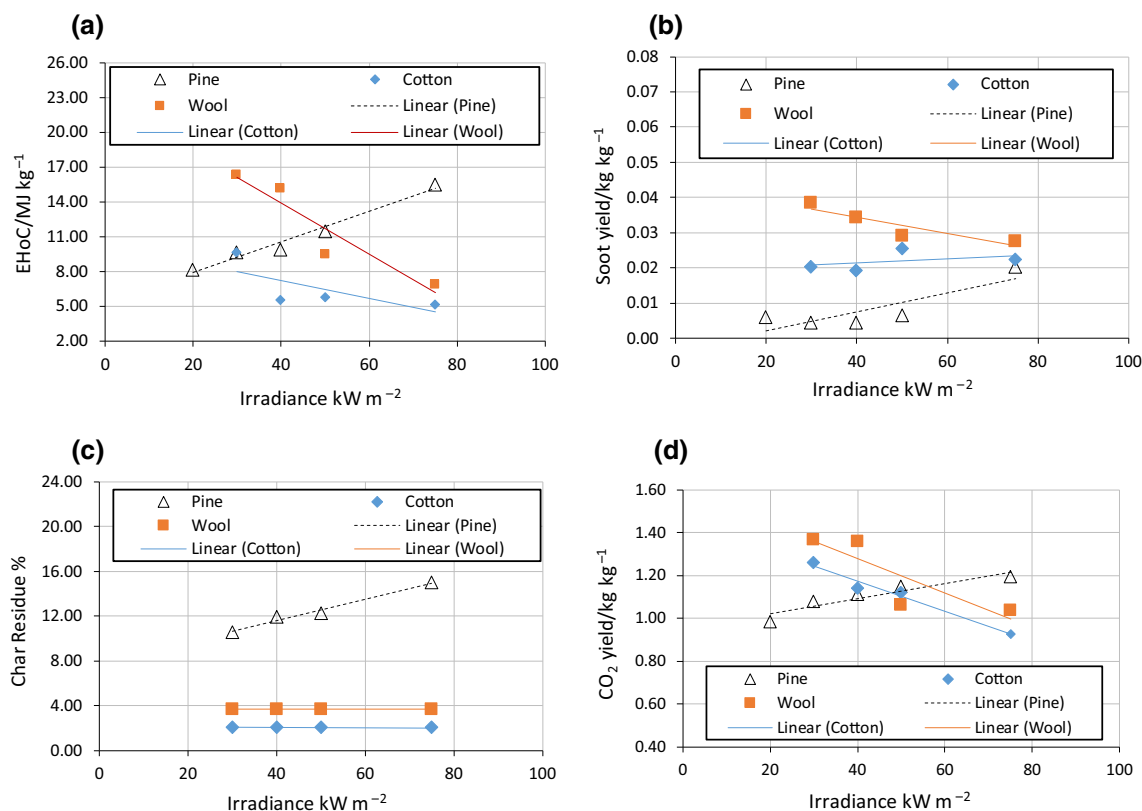 (a)
26.00
23.00
20.00
17.00
14.00
11.00
8.00
5.00
2.00
EHoC/MJ kg⁻¹
Pine Cotton
Wool Linear (Pine)
Linear (Cotton) Linear (Wool)
0 20 40 60 80 100
Irradiance kW m⁻²
(b)
0.08
0.07
0.06
0.05
0.04
0.03
0.02
0.01
0.00
Soot yield/kg kg⁻¹
Pine Cotton
Wool Linear (Pine)
Linear (Cotton) Linear (Wool)
0 20 40 60 80 100
Irradiance kW m⁻²
(c)
24.00
20.00
16.00
12.00
8.00
4.00
0.00
Char Residue %
Pine Cotton
Wool Linear (Pine)
Linear (Cotton) Linear (Wool)
0 20 40 60 80 100
Irradiance kW m⁻²
(d)
1.60
1.40
1.20
1.00
0.80
0.60
0.40
CO₂ yield/kg kg⁻¹
Pine Cotton
Wool Linear (Pine)
Linear (Cotton) Linear (Wool)
0 20 40 60 80 100
Irradiance kW m⁻²